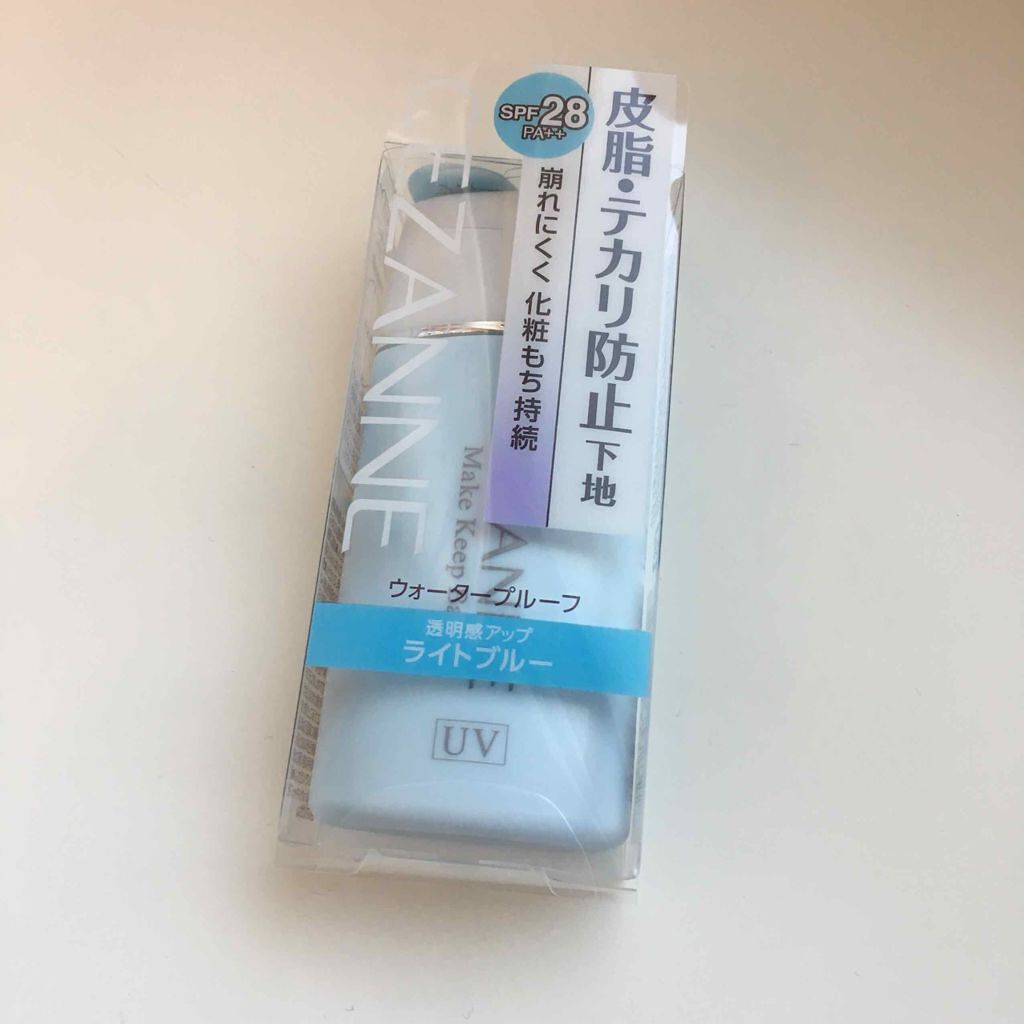 SPF28
PA++
皮脂・テカリ防止 下地
崩れにくく 化粧もち持続
EZANNE
Make Keep
ウォータープルーフ
透明感アップ
ライトブルー
UV